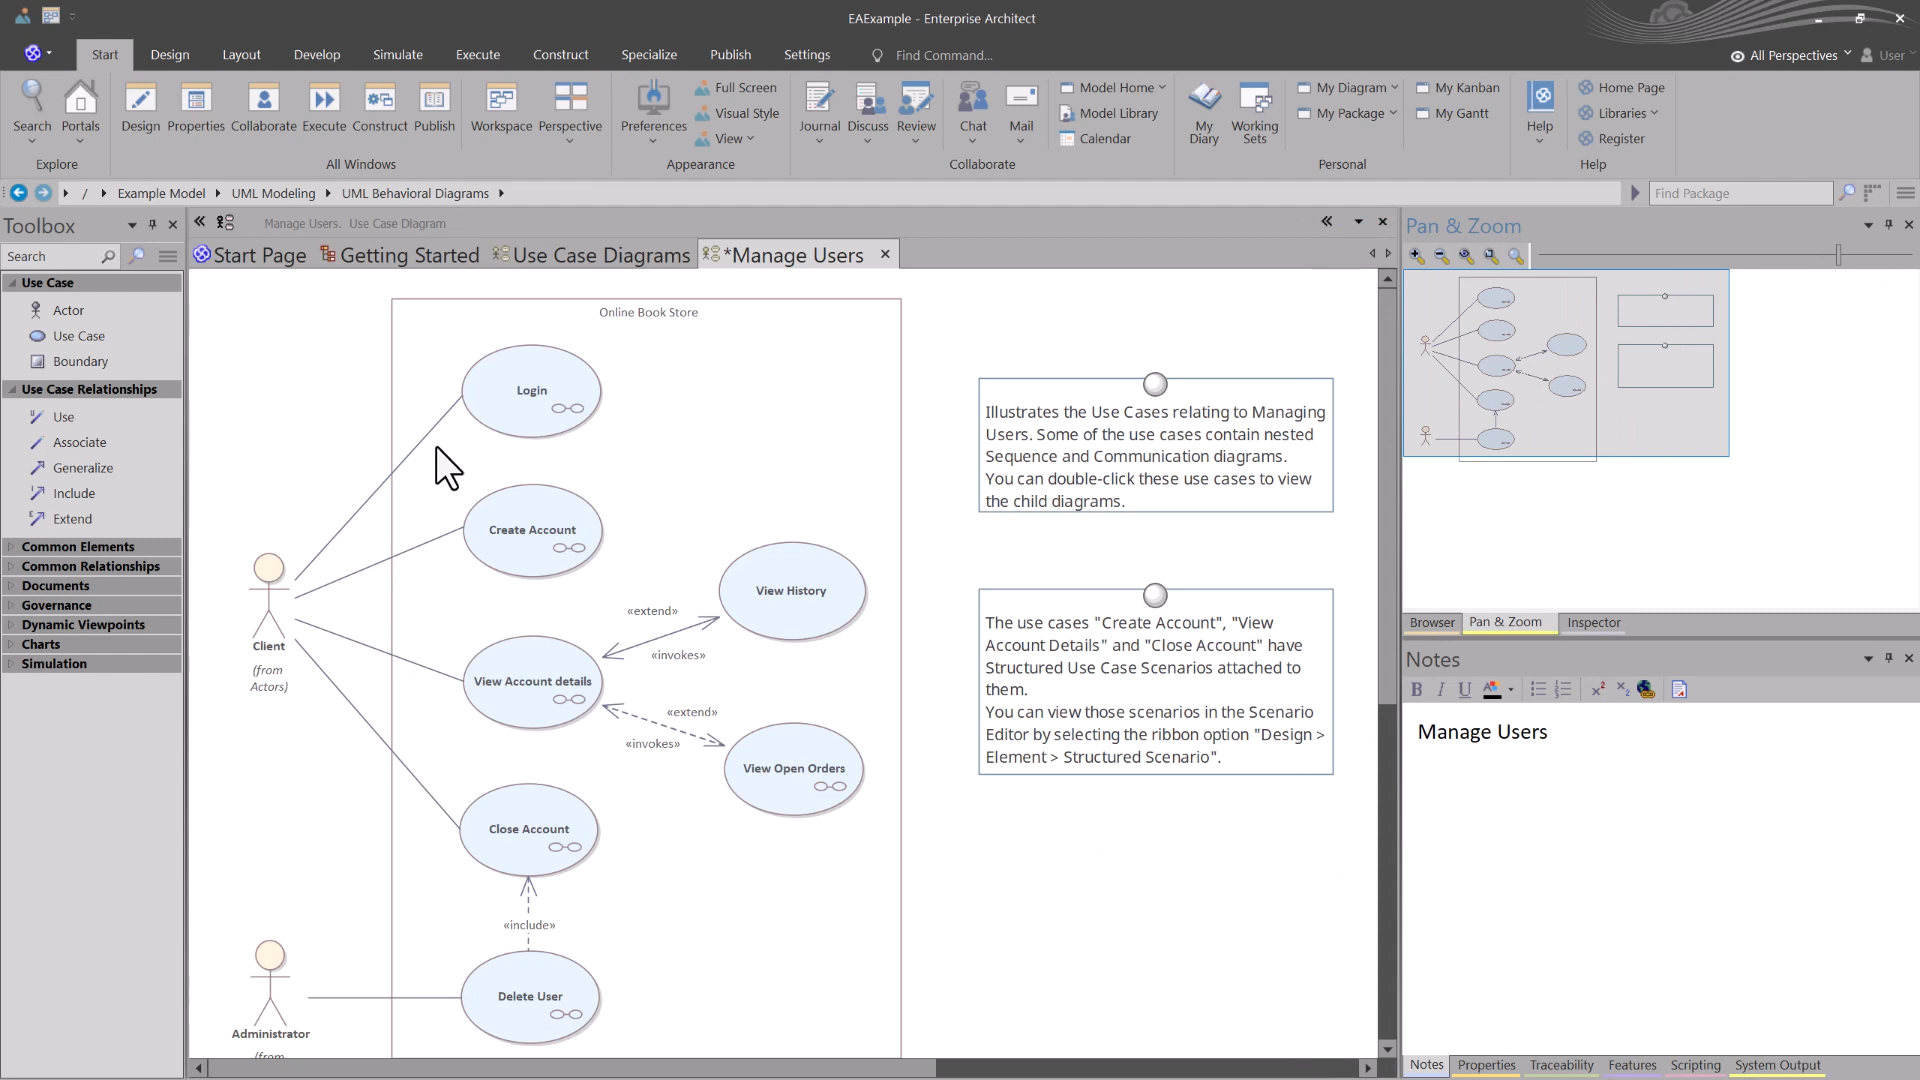 EAExample - Enterprise Architect
Start Design Layout Develop Simulate Execute Construct Specialize Publish Settings Find Command... All Perspectives User
Search Portals
Explore
Design Properties Collaborate Execute Construct Publish Workspace Perspective
All Windows
Preferences
Full Screen
Visual Style
View
Appearance
Journal Discuss Review Chat Mail
Model Home
Model Library
Calendar
Collaborate
My Diary
Working Sets
My Diagram
My Package
My Kanban
My Gantt
Personal
Help
Home Page
Libraries
Register
Help
/ Example Model UML Modeling UML Behavioral Diagrams Find Package
Toolbox
Search
Use Case
Actor
Use Case
Boundary
Use Case Relationships
Use
Associate
Generalize
Include
Extend
Common Elements
Common Relationships
Documents
Governance
Dynamic Viewpoints
Charts
Simulation
Manage Users. Use Case Diagram
Start Page Getting Started Use Case Diagrams *Manage Users
Online Book Store
Login
Create Account
View History
«extend»
«invokes»
View Account details
«extend»
«invokes»
View Open Orders
Close Account
«include»
Delete User
Client
(from
Actors)
Administrator
(from
Illustrates the Use Cases relating to Managing
Users. Some of the use cases contain nested
Sequence and Communication diagrams.
You can double-click these use cases to view
the child diagrams.
The use cases "Create Account", "View
Account Details" and "Close Account" have
Structured Use Case Scenarios attached to
them.
You can view those scenarios in the Scenario
Editor by selecting the ribbon option "Design >
Element > Structured Scenario".
Pan & Zoom
Browser Pan & Zoom Inspector
Notes
B I U A
Manage Users
Notes Properties Traceability Features Scripting System Output